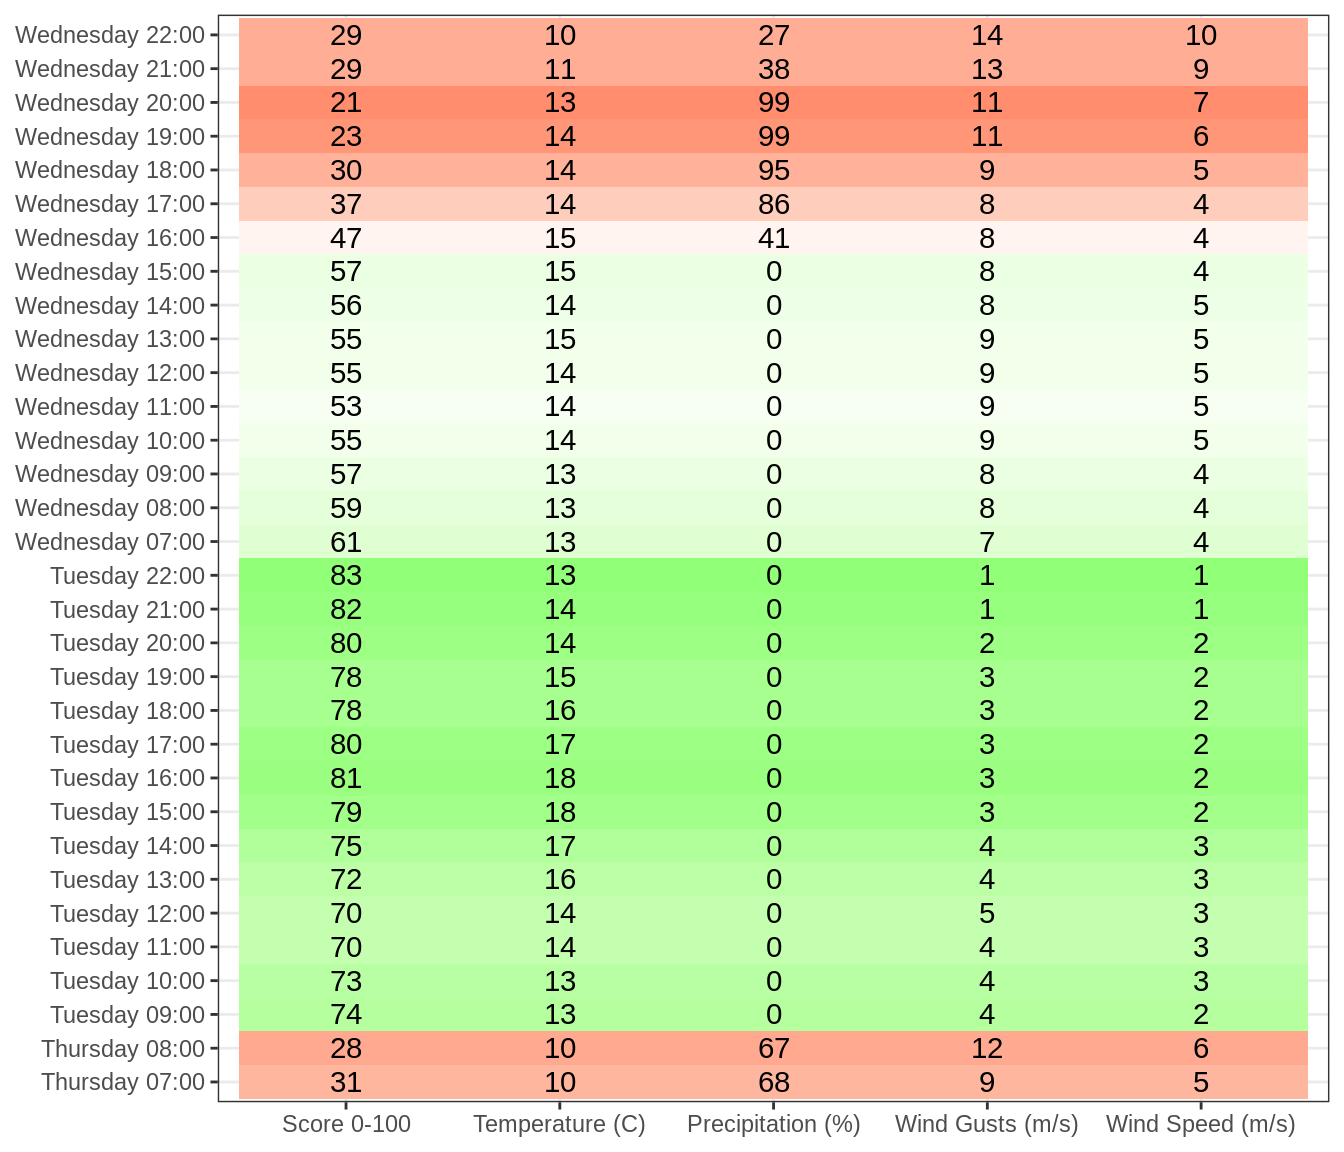 Wednesday 22:00 29 10 27 14 10
Wednesday 21:00 29 11 38 13 9
Wednesday 20:00 21 13 99 11 7
Wednesday 19:00 23 14 99 11 6
Wednesday 18:00 30 14 95 9 5
Wednesday 17:00 37 14 86 8 4
Wednesday 16:00 47 15 41 8 4
Wednesday 15:00 57 15 0 8 4
Wednesday 14:00 56 14 0 8 5
Wednesday 13:00 55 15 0 9 5
Wednesday 12:00 55 14 0 9 5
Wednesday 11:00 53 14 0 9 5
Wednesday 10:00 55 14 0 9 5
Wednesday 09:00 57 13 0 8 4
Wednesday 08:00 59 13 0 8 4
Wednesday 07:00 61 13 0 7 4
Tuesday 22:00 83 13 0 1 1
Tuesday 21:00 82 14 0 1 1
Tuesday 20:00 80 14 0 2 2
Tuesday 19:00 78 15 0 3 2
Tuesday 18:00 78 16 0 3 2
Tuesday 17:00 80 17 0 3 2
Tuesday 16:00 81 18 0 3 2
Tuesday 15:00 79 18 0 3 2
Tuesday 14:00 75 17 0 4 3
Tuesday 13:00 72 16 0 4 3
Tuesday 12:00 70 14 0 5 3
Tuesday 11:00 70 14 0 4 3
Tuesday 10:00 73 13 0 4 3
Tuesday 09:00 74 13 0 4 2
Thursday 08:00 28 10 67 12 6
Thursday 07:00 31 10 68 9 5
Score 0-100 Temperature (C) Precipitation (%) Wind Gusts (m/s) Wind Speed (m/s)